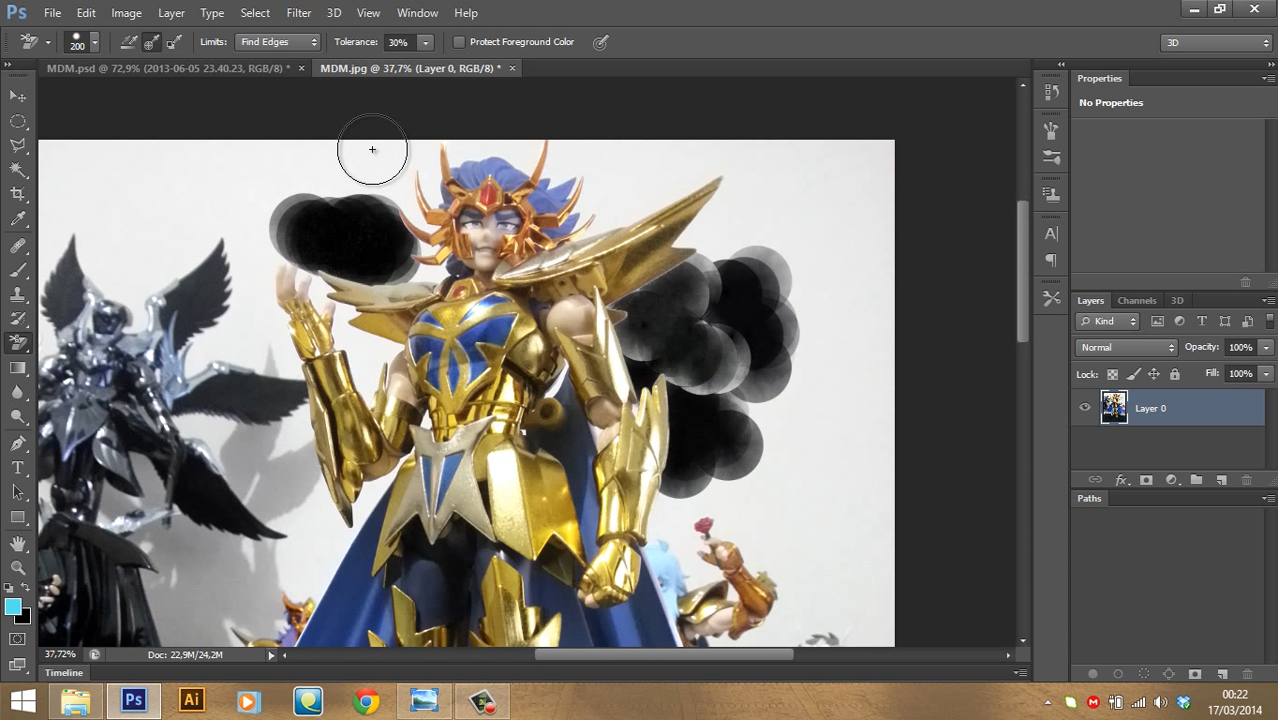 Ps File Edit Image Layer Type Select Filter 3D View Window Help
200 Limits: Find Edges Tolerance: 30% Protect Foreground Color 3D
MDM.psd @ 72,9% (2013-06-05 23.40.23, RGB/8) * × MDM.jpg @ 37,7% (Layer 0, RGB/8) * ×
Properties
No Properties
Layers Channels 3D
Kind
Normal Opacity: 100%
Lock: Fill: 100%
Layer 0
Paths
37,72% Doc: 22,9M/24,2M
Timeline
Ps Ai
00:22
17/03/2014